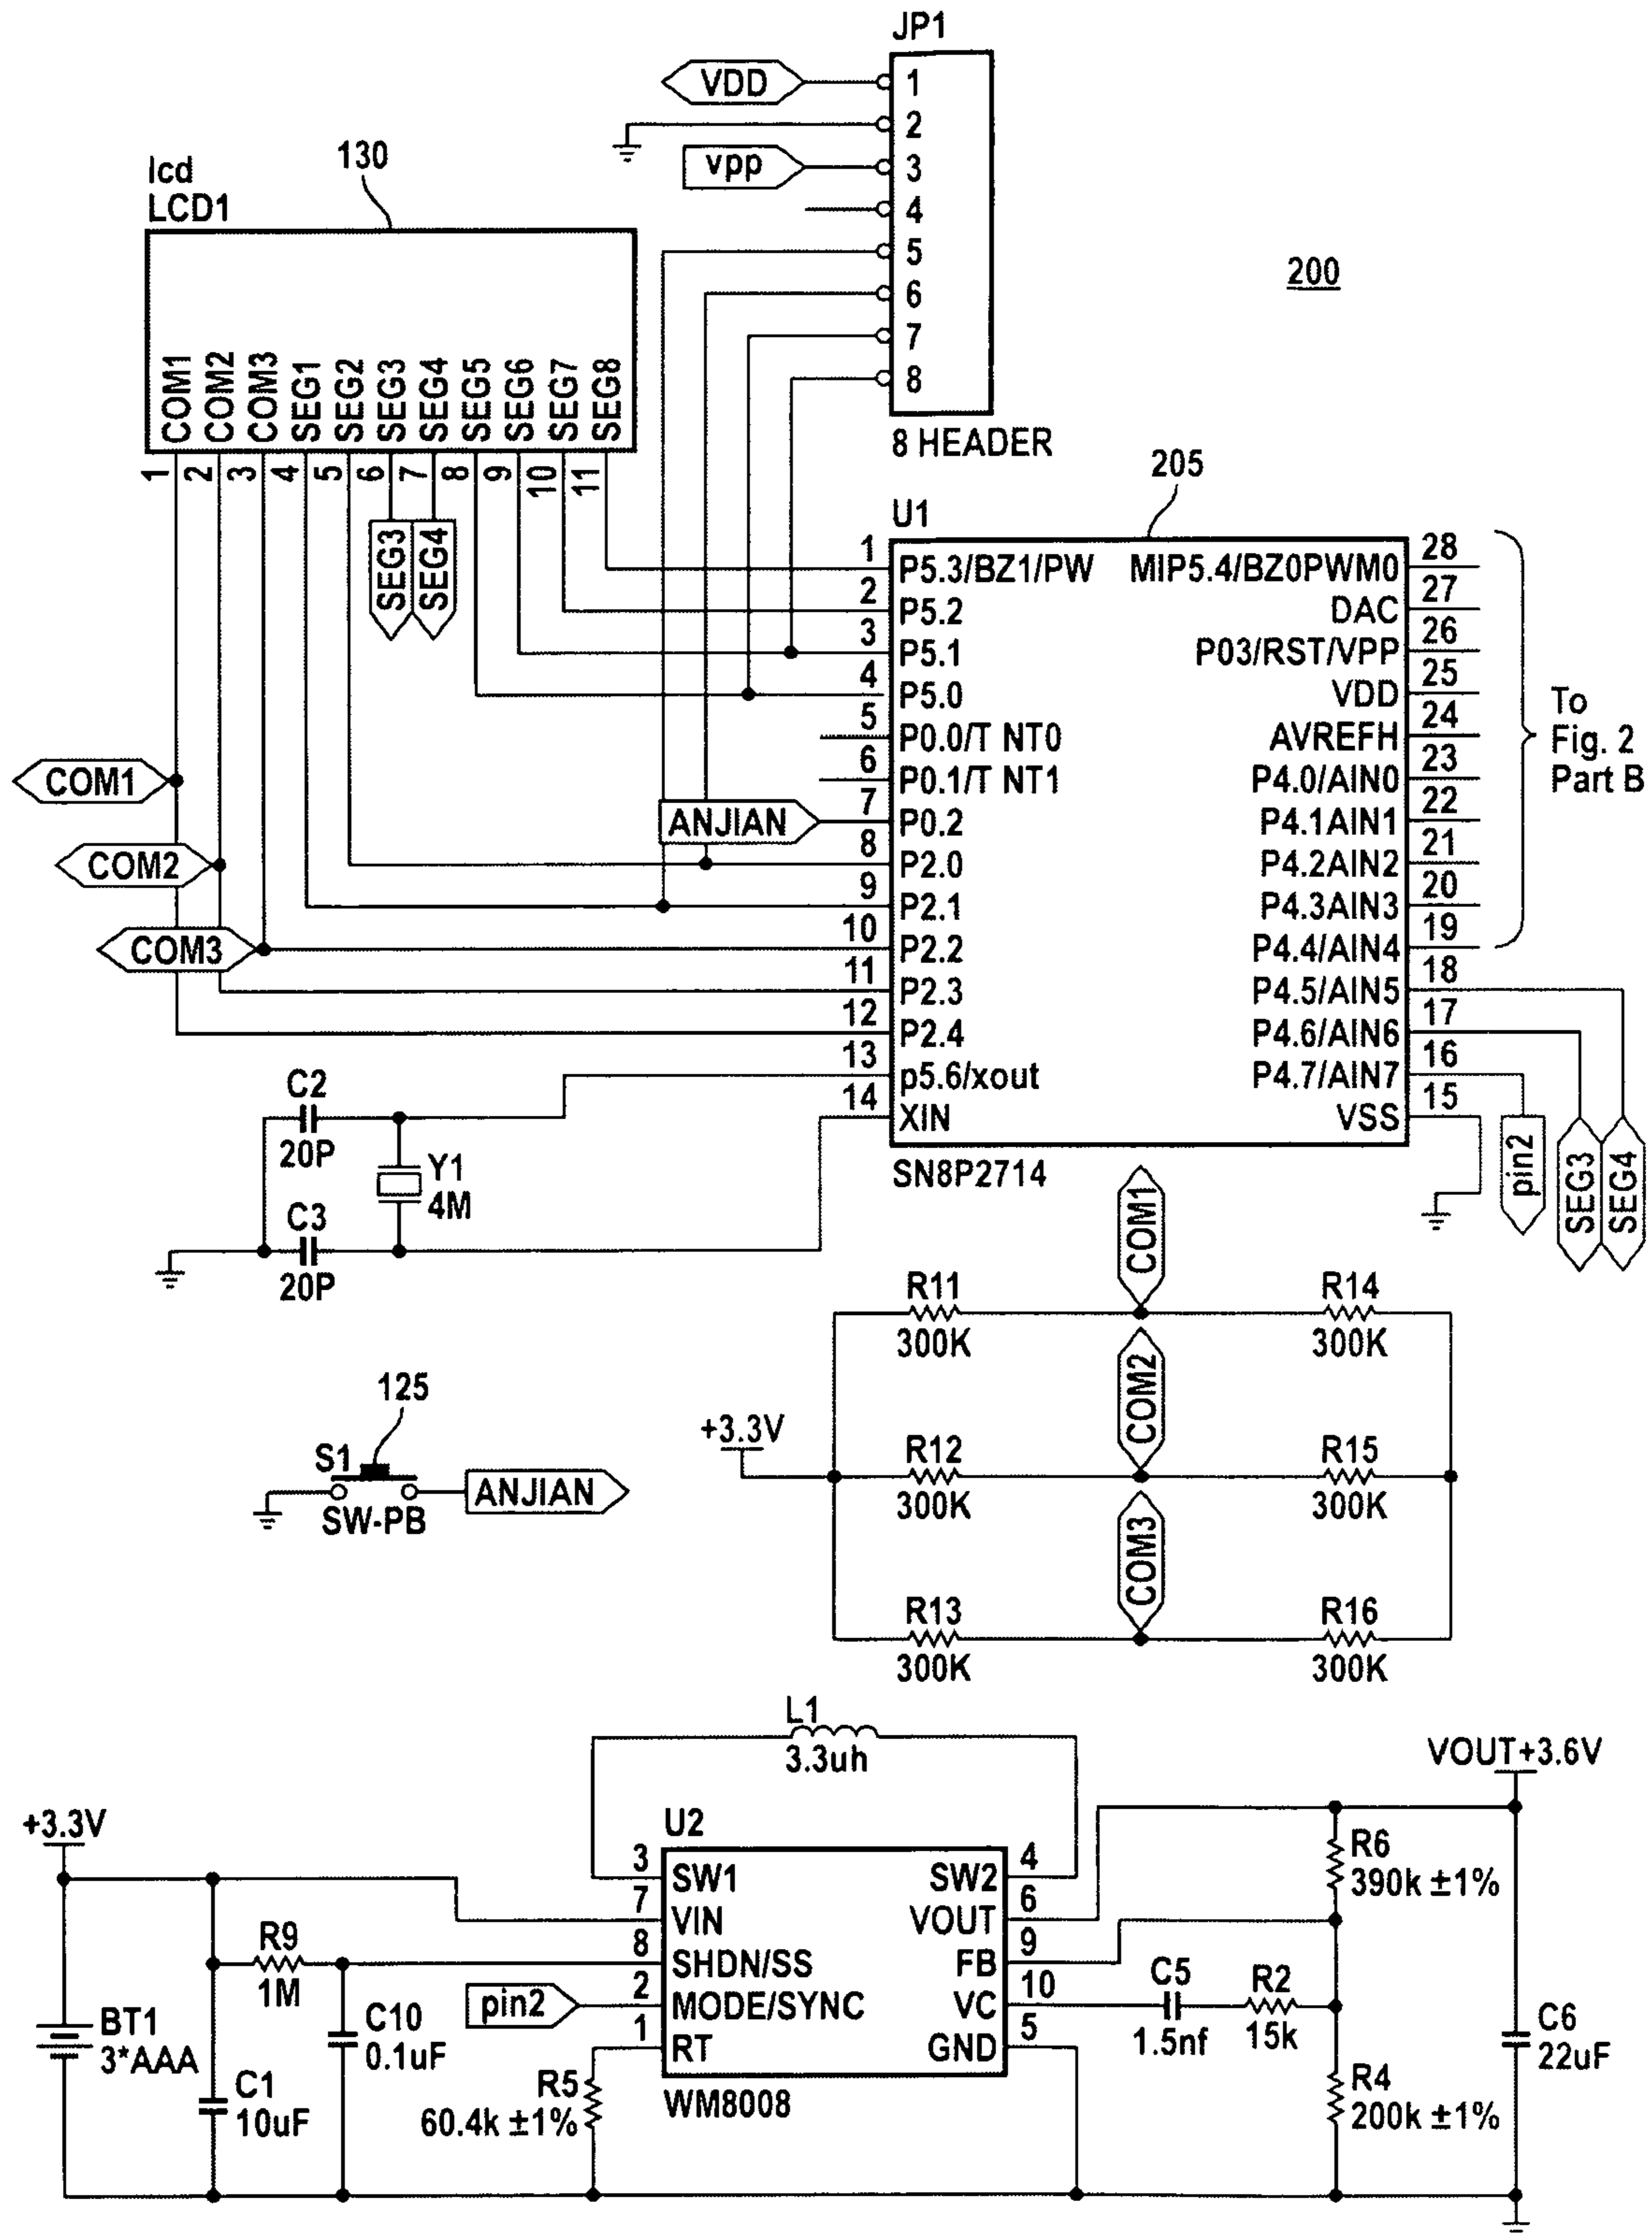 JP1
VDD
1
2
vpp
3
4
5
6
7
8
8 HEADER
200
lcd
LCD1
130
COM1
COM2
COM3
SEG1
SEG2
SEG3
SEG4
SEG5
SEG6
SEG7
SEG8
1
2
3
4
5
6
7
8
9
10
11
SEG3
SEG4
205
U1
1
P5.3/BZ1/PW
2
P5.2
3
P5.1
4
P5.0
5
P0.0/T NT0
6
P0.1/T NT1
7
ANJIAN
P0.2
8
P2.0
9
P2.1
10
P2.2
11
P2.3
12
P2.4
13
p5.6/xout
14
XIN
MIP5.4/BZ0PWM0
28
DAC
27
P03/RST/VPP
26
VDD
25
AVREFH
24
P4.0/AIN0
23
P4.1AIN1
22
P4.2AIN2
21
P4.3AIN3
20
P4.4/AIN4
19
P4.5/AIN5
18
P4.6/AIN6
17
P4.7/AIN7
16
VSS
15
SN8P2714
To
Fig. 2
Part B
COM1
COM2
COM3
pin2
SEG3
SEG4
C2
20P
Y1
4M
C3
20P
COM1
R11
300K
R14
300K
COM2
+3.3V
R12
300K
R15
300K
COM3
R13
300K
R16
300K
125
S1
SW-PB
ANJIAN
L1
3.3uh
U2
3
SW1
7
VIN
8
SHDN/SS
2
MODE/SYNC
1
RT
SW2
4
VOUT
6
FB
9
VC
10
GND
5
WM8008
+3.3V
R9
1M
pin2
BT1
3*AAA
C10
0.1uF
C1
10uF
R5
60.4k ±1%
VOUT+3.6V
R6
390k ±1%
C5
1.5nf
R2
15k
C6
22uF
R4
200k ±1%